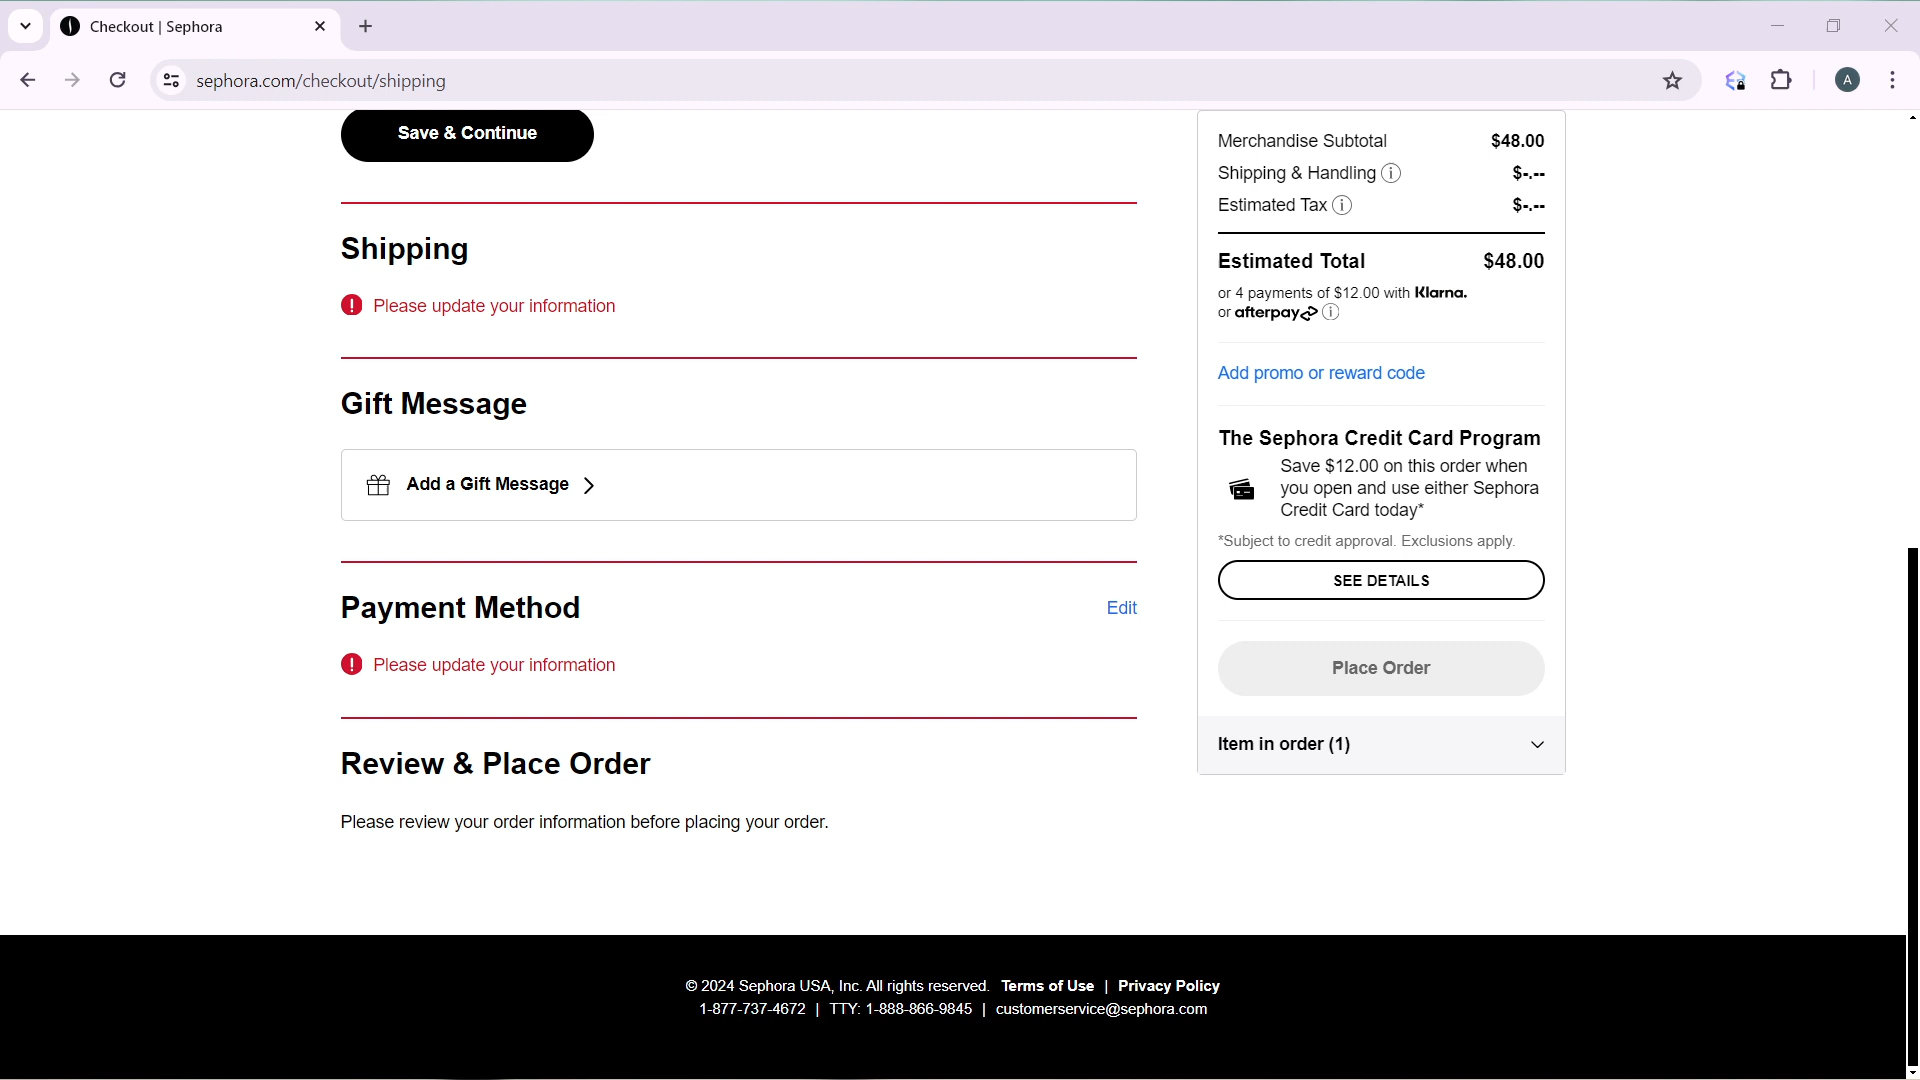 Checkout | Sephora
sephora.com/checkout/shipping
A
Save & Continue
Shipping
Please update your information
Gift Message
Add a Gift Message
Payment Method
Edit
Please update your information
Review & Place Order
Please review your order information before placing your order.
Merchandise Subtotal $48.00
Shipping & Handling $-.--
Estimated Tax $-.--
Estimated Total $48.00
or 4 payments of $12.00 with Klarna.
or afterpay
Add promo or reward code
The Sephora Credit Card Program
Save $12.00 on this order when
you open and use either Sephora
Credit Card today*
*Subject to credit approval. Exclusions apply.
SEE DETAILS
Place Order
Item in order (1)
© 2024 Sephora USA, Inc. All rights reserved. Terms of Use | Privacy Policy
1-877-737-4672 | TTY: 1-888-866-9845 | customerservice@sephora.com